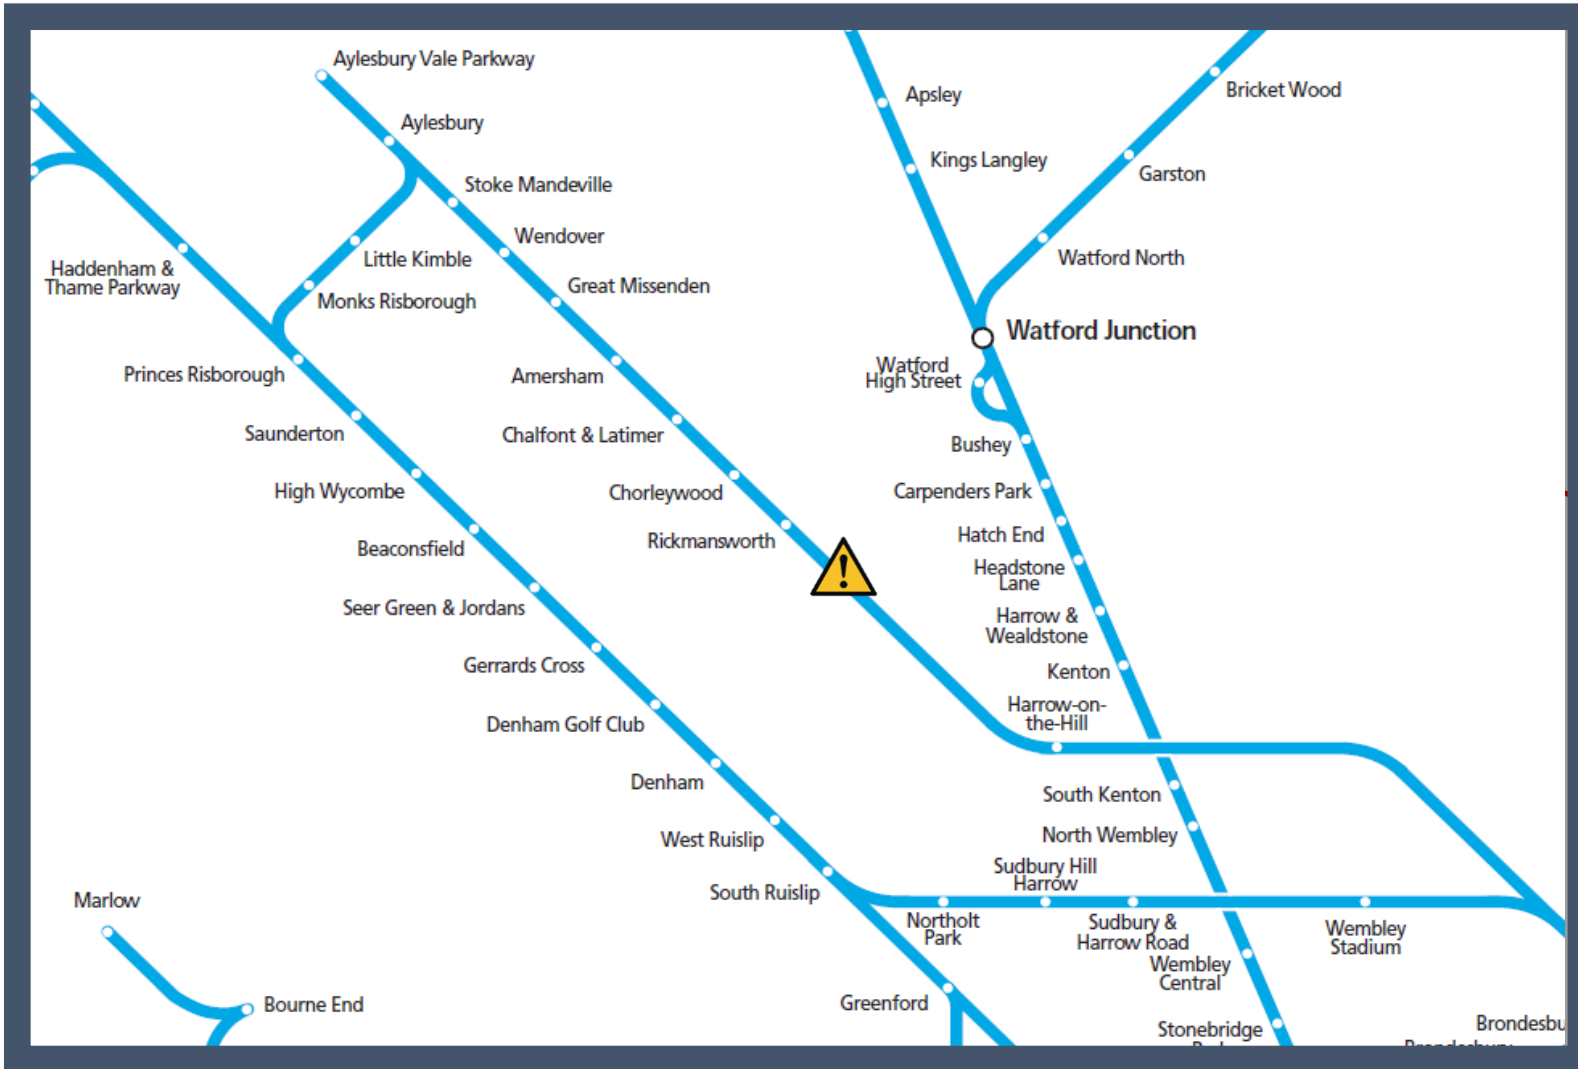 Aylesbury Vale Parkway
Apsley
Bricket Wood
Aylesbury
Kings Langley
Garston
Stoke Mandeville
Wendover
Little Kimble
Watford North
Haddenham &
Thame Parkway
Great Missenden
Monks Risborough
Watford Junction
Princes Risborough
Amersham
Watford
High Street
Saunterton
Chalfont & Latimer
Bushey
High Wycombe
Chorleywood
Carpenders Park
Beaconsfield
Rickmansworth
!
Hatch End
Headstone
Lane
Seer Green & Jordans
Harrow &
Wealdstone
Gerrards Cross
Kenton
Denham Golf Club
Harrow-on-
the-Hill
Denham
South Kenton
West Ruislip
North Wembley
South Ruislip
Sudbury Hill
Harrow
Marlow
Northolt
Park
Sudbury &
Harrow Road
Wembley
Stadium
Wembley
Central
Bourne End
Greenford
Stonebridge
Brondesbu